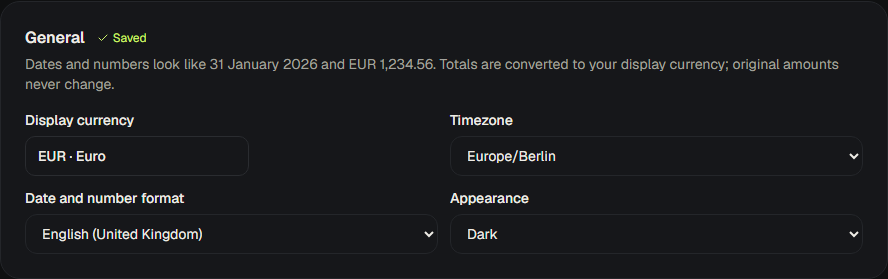 General ✓ Saved
Dates and numbers look like 31 January 2026 and EUR 1,234.56. Totals are converted to your display currency; original amounts
never change.
Display currency
Timezone
EUR · Euro
Europe/Berlin
Date and number format
Appearance
English (United Kingdom)
Dark